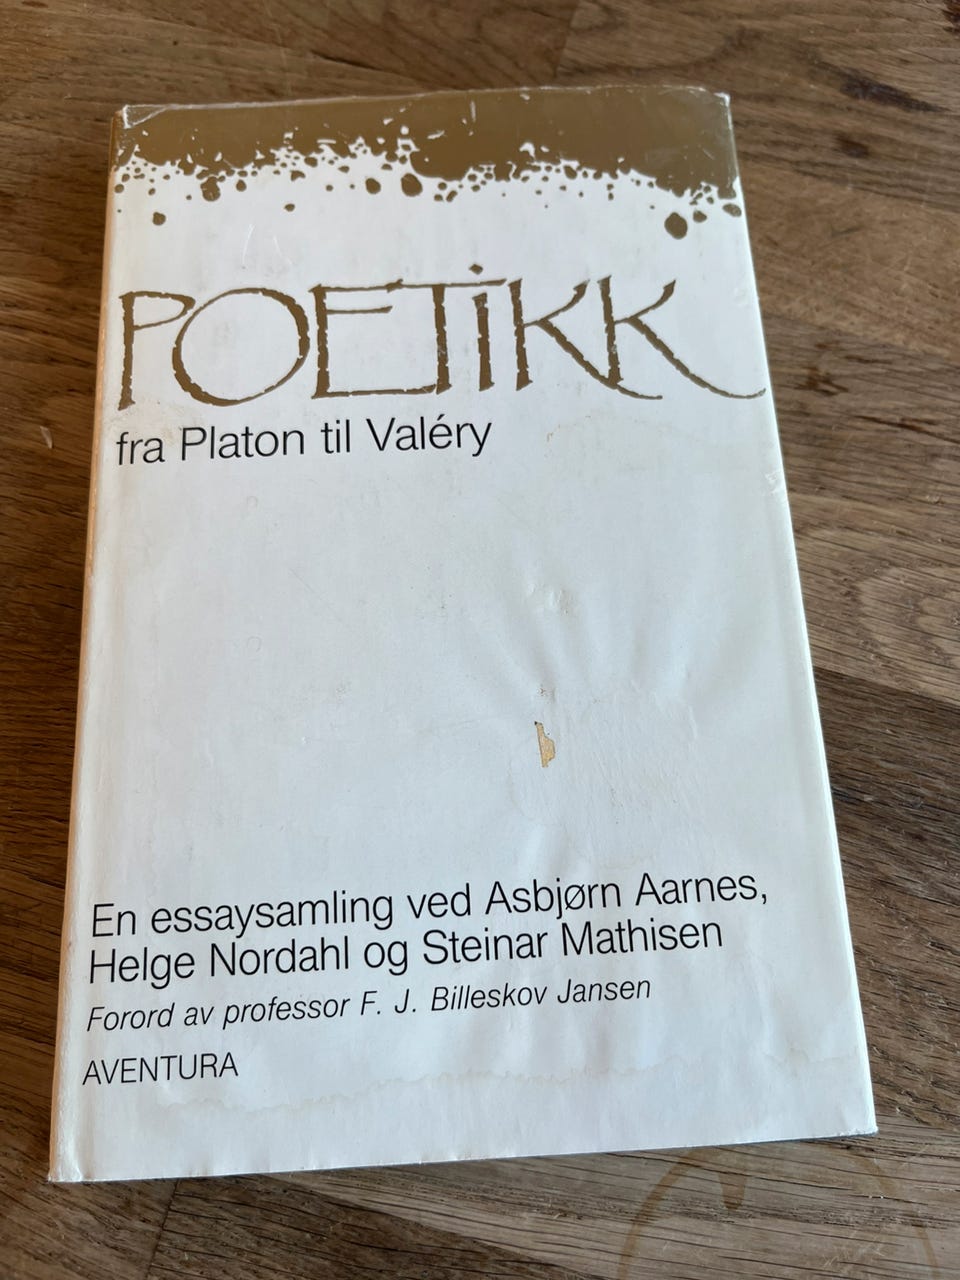 POETiKK
fra Platon til Valéry
En essaysamling ved Asbjørn Aarnes,
Helge Nordahl og Steinar Mathisen
Forord av professor F. J. Billeskov Jansen
AVENTURA